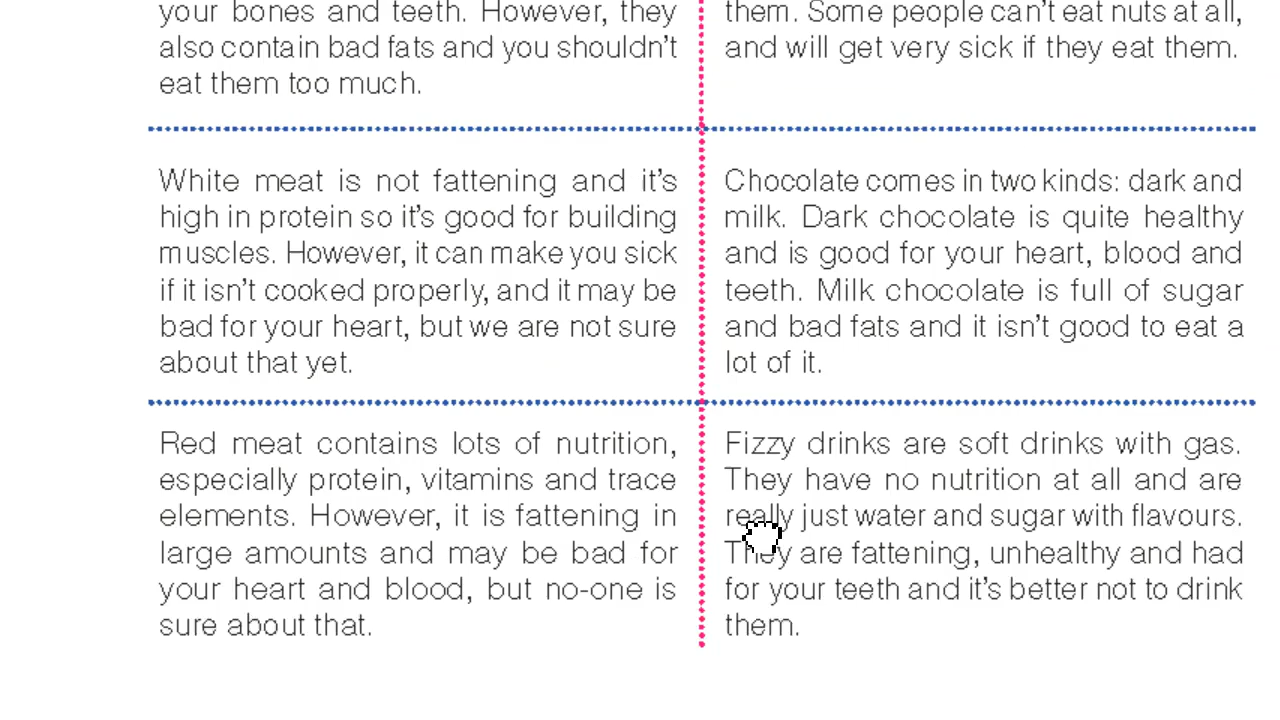 your bones and teeth. However, they
also contain bad fats and you shouldn't
eat them too much.
them. Some people can't eat nuts at all,
and will get very sick if they eat them.
White meat is not fattening and it's
high in protein so it's good for building
muscles. However, it can make you sick
if it isn't cooked properly, and it may be
bad for your heart, but we are not sure
about that yet.
Chocolate comes in two kinds: dark and
milk. Dark chocolate is quite healthy
and is good for your heart, blood and
teeth. Milk chocolate is full of sugar
and bad fats and it isn't good to eat a
lot of it.
Red meat contains lots of nutrition,
especially protein, vitamins and trace
elements. However, it is fattening in
large amounts and may be bad for
your heart and blood, but no-one is
sure about that.
Fizzy drinks are soft drinks with gas.
They have no nutrition at all and are
really just water and sugar with flavours.
They are fattening, unhealthy and had
for your teeth and it's better not to drink
them.